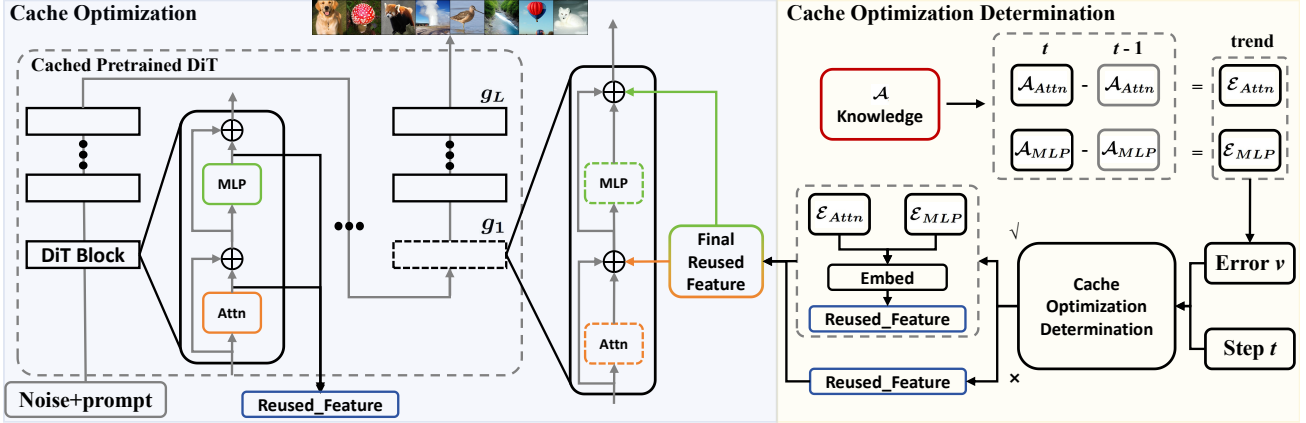 Cache Optimization
Cached Pretrained DiT
g_L
MLP
DiT Block
Attn
Noise+prompt
Reused_Feature
g_1
MLP
Attn
Final
Reused
Feature
Cache Optimization Determination
t
t - 1
trend
𝒜
Knowledge
𝒜_Attn - 𝒜_Attn = ℰ_Attn
𝒜_MLP - 𝒜_MLP = ℰ_MLP
ℰ_Attn
ℰ_MLP
Embed
Reused_Feature
Reused_Feature
√
×
Cache
Optimization
Determination
Error v
Step t